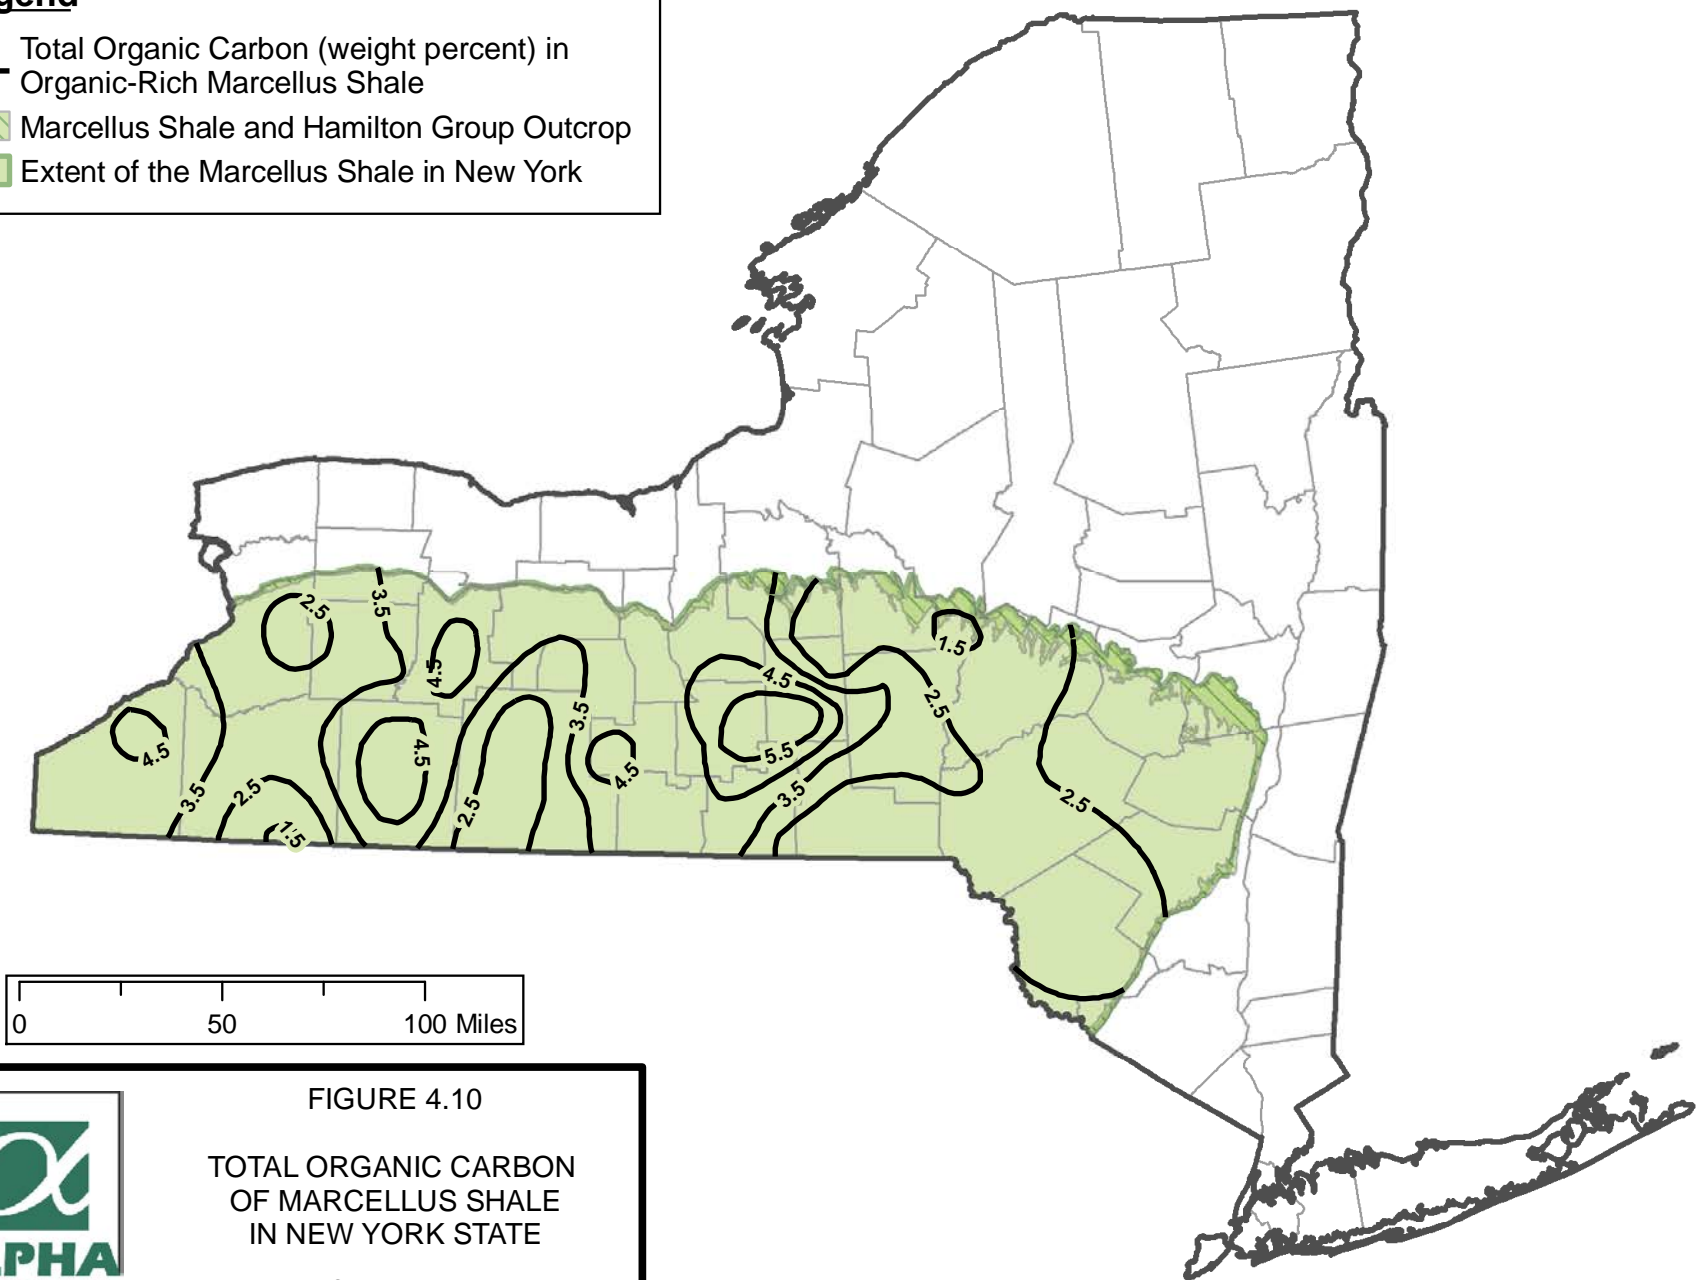 Total Organic Carbon (weight percent) in
Organic-Rich Marcellus Shale
Marcellus Shale and Hamilton Group Outcrop
Extent of the Marcellus Shale in New York
2.5
3.5
4.5
1.5
4.5
2.5
3.5
4.5
4.5
5.5
4.5
3.5
2.5
1.5
2.5
3.5
2.5
0 50 100 Miles
FIGURE 4.10
TOTAL ORGANIC CARBON
OF MARCELLUS SHALE
IN NEW YORK STATE